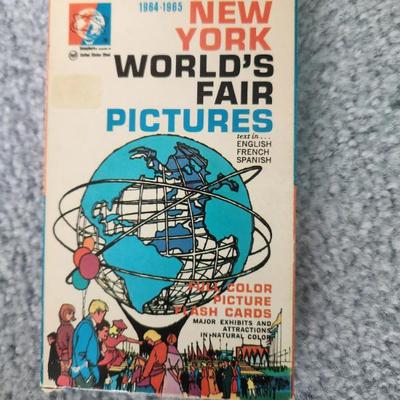 1964-1965
NEW
YORK
WORLD'S
FAIR
PICTURES
text in...
ENGLISH
FRENCH
SPANISH
FULL COLOR
PICTURE
FLASH CARDS
MAJOR EXHIBITS AND
ATTRACTIONS
IN NATURAL COLOR